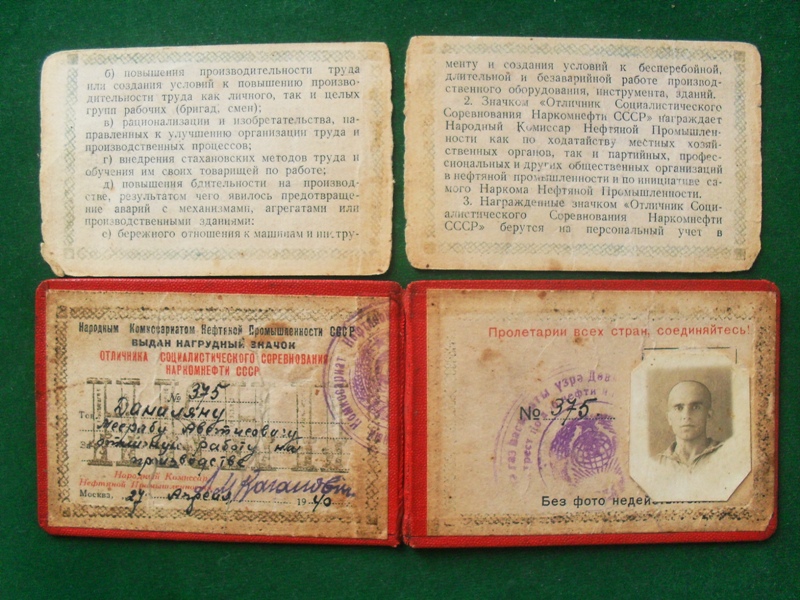 б) повышения производительности труда
или создания условий к повышению произво-
дительности труда как личного, так и целых
групп рабочих (бригад, смен);
в) рационализации и изобретательства, на-
правленных к улучшению организации труда и
производственных процессов;
г) внедрения стахановских методов труда и
обучения им своих товарищей по работе;
д) повышения бдительности на производ-
стве, результатом чего явилось предотвраще-
ние аварий с механизмами, агрегатами или
производственными зданиями;
е) бережного отношения к машинам и инстру-
менту и создания условий к бесперебойной,
длительной и безаварийной работе производ-
ственного оборудования, инструмента, зданий.
2. Значком «Отличник Социалистического
Соревнования Наркомнефти СССР» награждает
Народный Комиссар Нефтяной Промышлен-
ности как по ходатайству местных хозяй-
ственных органов, так и партийных, профес-
сиональных и других общественных организаций
в нефтяной промышленности и по инициативе са-
мого Наркома Нефтяной Промышленности.
3. Награжденные значком «Отличник Соци-
алистического Соревнования Наркомнефти
СССР» берутся на персональный учет в
Народным Комиссариатом Нефтяной Промышленности СССР
ВЫДАН НАГРУДНЫЙ ЗНАЧОК
ОТЛИЧНИКА СОЦИАЛИСТИЧЕСКОГО СОРЕВНОВАНИЯ
НАРКОМНЕФТИ СССР
№ 375
Тов. Даниляну
Аветисовичу
За отличную работу на
производстве
Народный Комиссар
Нефтяной Промышленности
Москва, 27 Апреля 1940
Пролетарии всех стран, соединяйтесь!
№ 375
Без фото недей